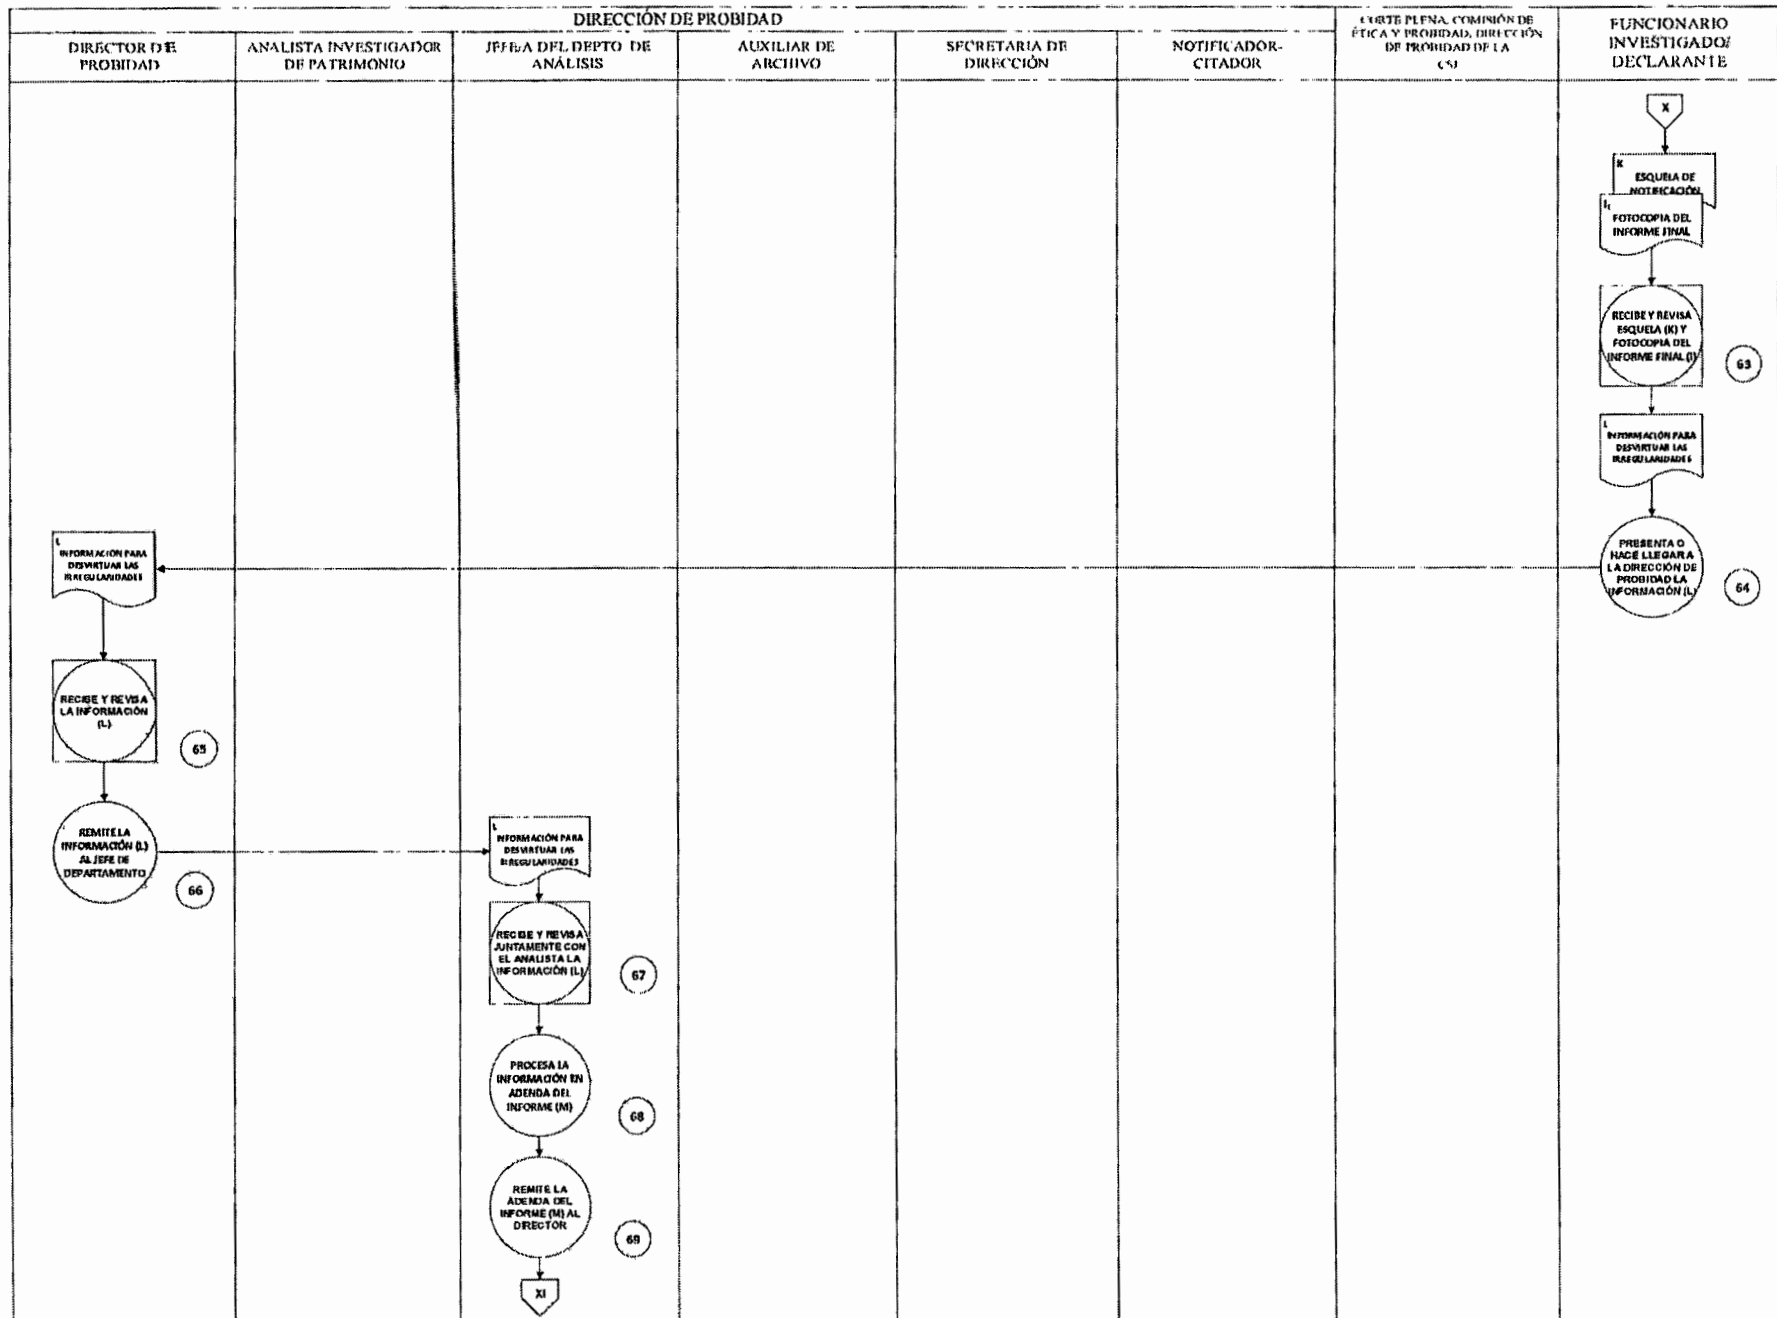 DIRECCIÓN DE PROBIDAD
DIRECTOR DE
PROBIDAD
ANALISTA INVESTIGADOR
DE PATRIMONIO
JEFE/A DEL DEPTO. DE
ANÁLISIS
AUXILIAR DE
ARCHIVO
SECRETARIA DE
DIRECCIÓN
NOTIFICADOR-
CITADOR
CORTE PLENA, COMISIÓN DE
ÉTICA Y PROBIDAD, DIRECCIÓN
DE PROBIDAD DE LA
CSJ
FUNCIONARIO
INVESTIGADO/
DECLARANTE
X
K
ESQUELA DE
NOTIFICACIÓN
FOTOCOPIA DEL
INFORME FINAL
RECIBE Y REVISA
ESQUELA (K) Y
FOTOCOPIA DEL
INFORME FINAL (I)
63
L
INFORMACIÓN PARA
DESVIRTUAR LAS
IRREGULARIDADES
PRESENTA O
HACE LLEGAR A
LA DIRECCIÓN DE
PROBIDAD LA
INFORMACIÓN (L)
64
L
INFORMACIÓN PARA
DESVIRTUAR LAS
IRREGULARIDADES
RECIBE Y REVISA
LA INFORMACIÓN
(L)
65
REMITE LA
INFORMACIÓN (L)
AL JEFE DE
DEPARTAMENTO
66
L
INFORMACIÓN PARA
DESVIRTUAR LAS
IRREGULARIDADES
RECIBE Y REVISA
JUNTAMENTE CON
EL ANALISTA LA
INFORMACIÓN (L)
67
PROCESA LA
INFORMACIÓN EN
ADENDA DEL
INFORME (M)
68
REMITE LA
ADENDA DEL
INFORME (M) AL
DIRECTOR
69
XI